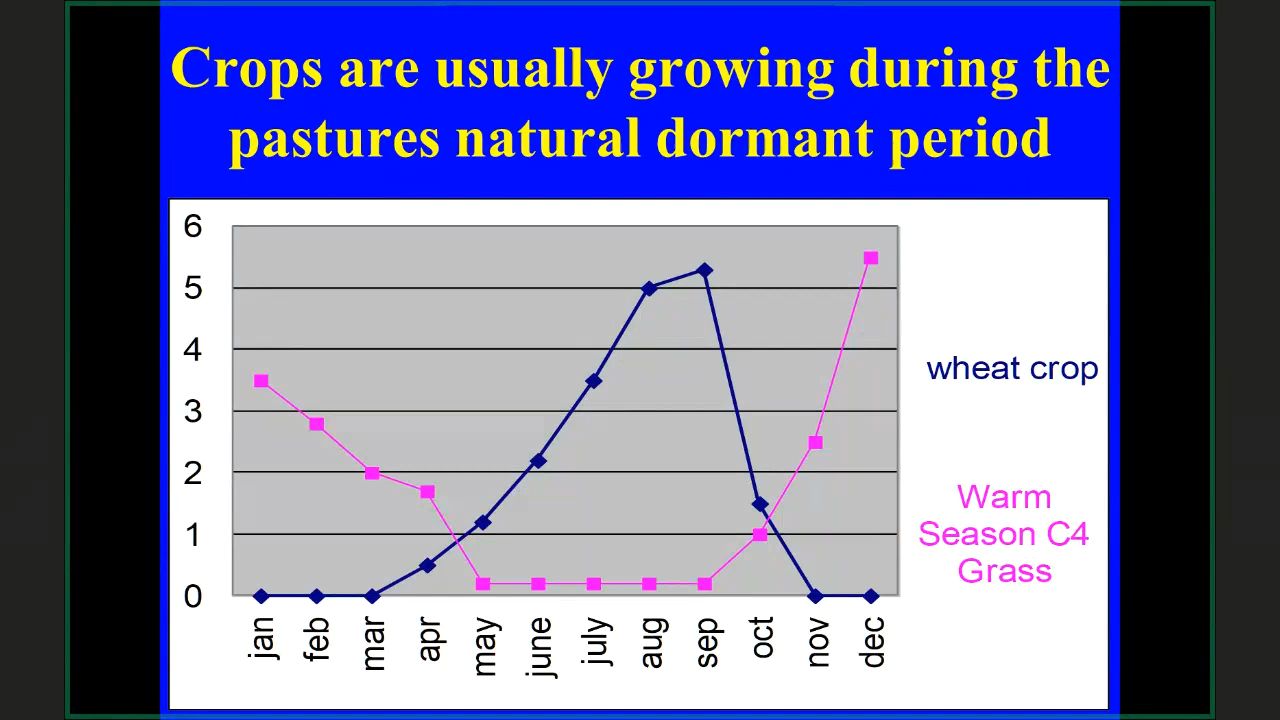 Crops are usually growing during the
pastures natural dormant period
6
5
4
3
2
1
0
jan feb mar apr may june july aug sep oct nov dec
wheat crop
Warm
Season C4
Grass